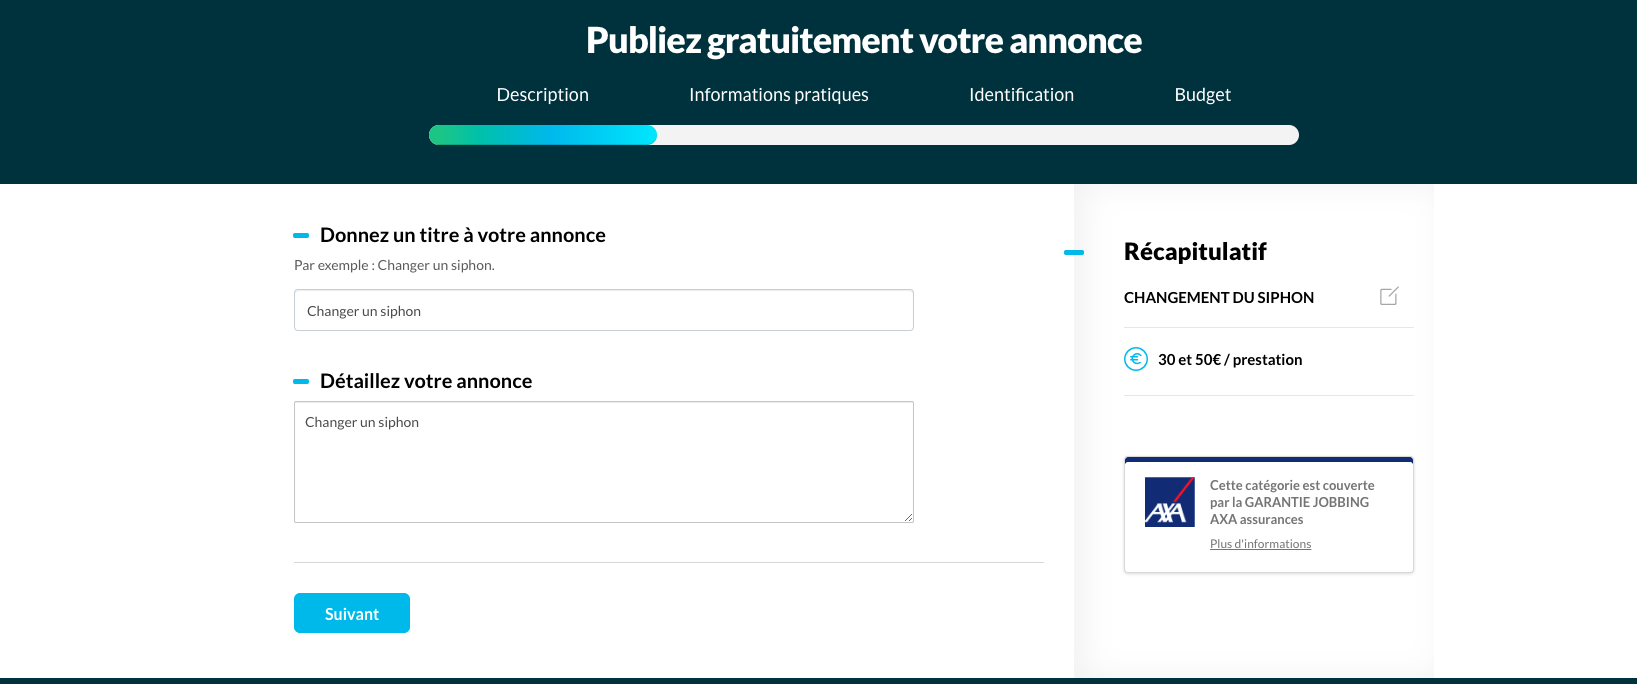 Publiez gratuitement votre annonce
Description
Informations pratiques
Identification
Budget
Donnez un titre à votre annonce
Par exemple : Changer un siphon.
Changer un siphon
Détaillez votre annonce
Changer un siphon
Suivant
Récapitulatif
CHANGEMENT DU SIPHON
€ 30 et 50€ / prestation
AXA
Cette catégorie est couverte
par la GARANTIE JOBBING
AXA assurances
Plus d'informations